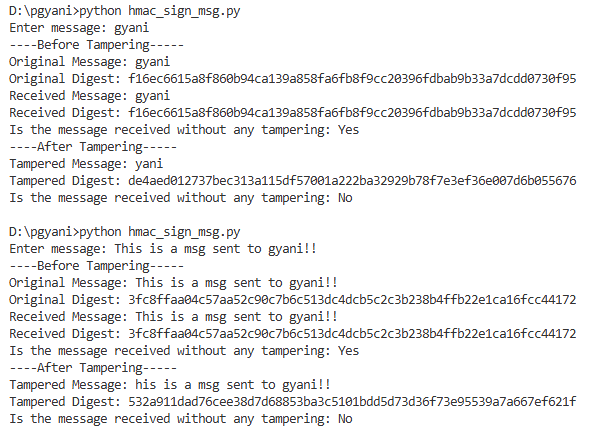 D:\pgyani>python hmac_sign_msg.py
Enter message: gyani
----Before Tampering-----
Original Message: gyani
Original Digest: f16ec6615a8f860b94ca139a858fa6fb8f9cc20396fdbab9b33a7dcdd0730f95
Received Message: gyani
Received Digest: f16ec6615a8f860b94ca139a858fa6fb8f9cc20396fdbab9b33a7dcdd0730f95
Is the message received without any tampering: Yes
----After Tampering-----
Tampered Message: yani
Tampered Digest: de4aed012737bec313a115df57001a222ba32929b78f7e3ef36e007d6b055676
Is the message received without any tampering: No
D:\pgyani>python hmac_sign_msg.py
Enter message: This is a msg sent to gyani!!
----Before Tampering-----
Original Message: This is a msg sent to gyani!!
Original Digest: 3fc8ffaa04c57aa52c90c7b6c513dc4dcb5c2c3b238b4ffb22e1ca16fcc44172
Received Message: This is a msg sent to gyani!!
Received Digest: 3fc8ffaa04c57aa52c90c7b6c513dc4dcb5c2c3b238b4ffb22e1ca16fcc44172
Is the message received without any tampering: Yes
----After Tampering-----
Tampered Message: his is a msg sent to gyani!!
Tampered Digest: 532a911dad76cee38d7d68853ba3c5101bdd5d73d36f73e95539a7a667ef621f
Is the message received without any tampering: No